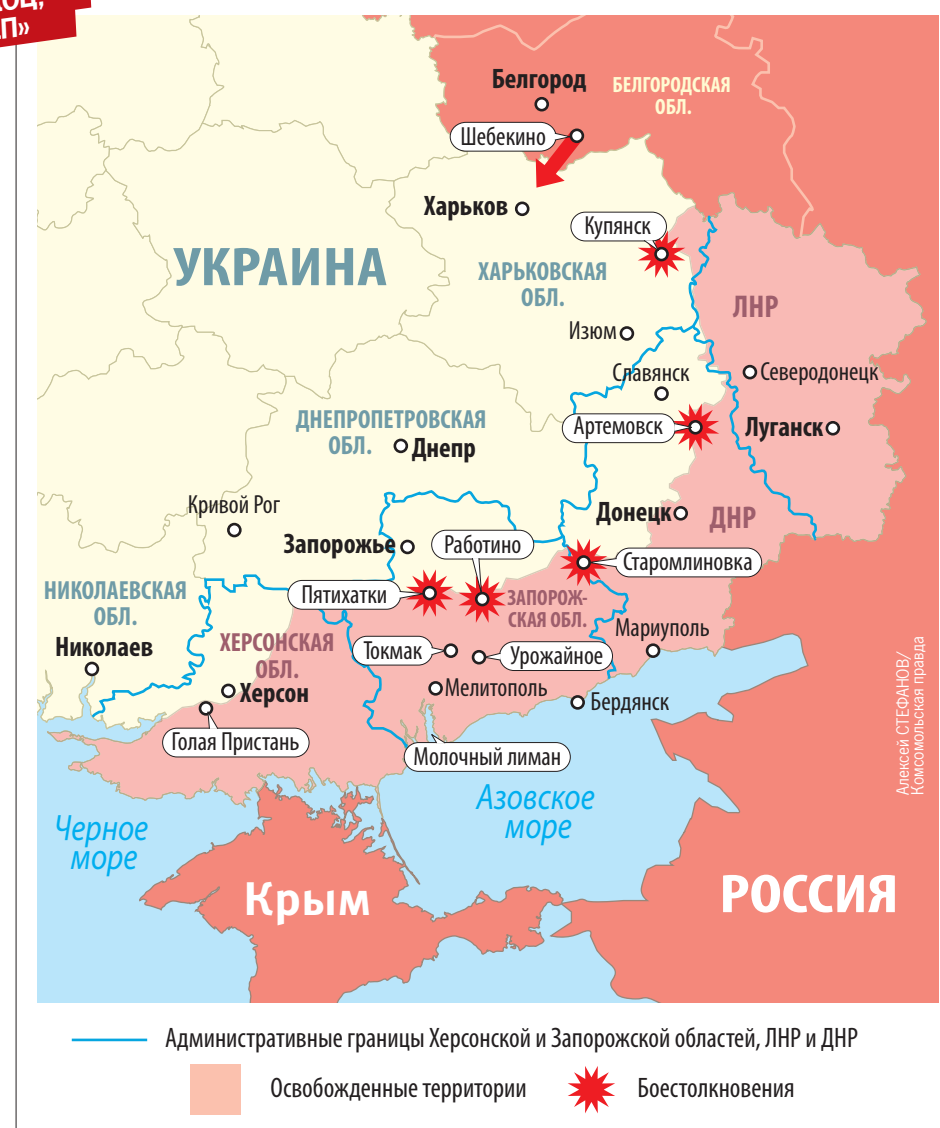 П»
Белгород
БЕЛГОРОДСКАЯ
ОБЛ.
Шебекино
Харьков
Купянск
УКРАИНА
ХАРЬКОВСКАЯ
ОБЛ.
ЛНР
Изюм
Славянск
Северодонецк
ДНЕПРОПЕТРОВСКАЯ
ОБЛ.
Днепр
Артемовск
Луганск
Кривой Рог
Донецк
ДНР
Запорожье
Работино
Старомлиновка
НИКОЛАЕВСКАЯ
ОБЛ.
Пятихатки
ЗАПОРОЖ-
СКАЯ ОБЛ.
Николаев
ХЕРСОНСКАЯ
ОБЛ.
Мариуполь
Токмак
Урожайное
Херсон
Мелитополь
Бердянск
Голая Пристань
Молочный лиман
Алексей СТЕФАНОВ/
Комсомольская правда
Черное
море
Азовское
море
Крым
РОССИЯ
Административные границы Херсонской и Запорожской областей, ЛНР и ДНР
Освобожденные территории
Боестолкновения